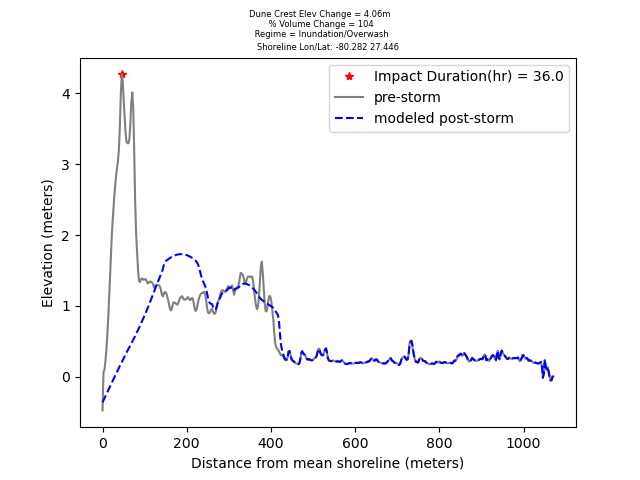 Dune Crest Elev Change = 4.06m
% Volume Change = 104
Regime = Inundation/Overwash
Shoreline Lon/Lat: -80.282 27.446
Impact Duration(hr) = 36.0
pre-storm
modeled post-storm
4
3
2
1
0
Elevation (meters)
0 200 400 600 800 1000
Distance from mean shoreline (meters)